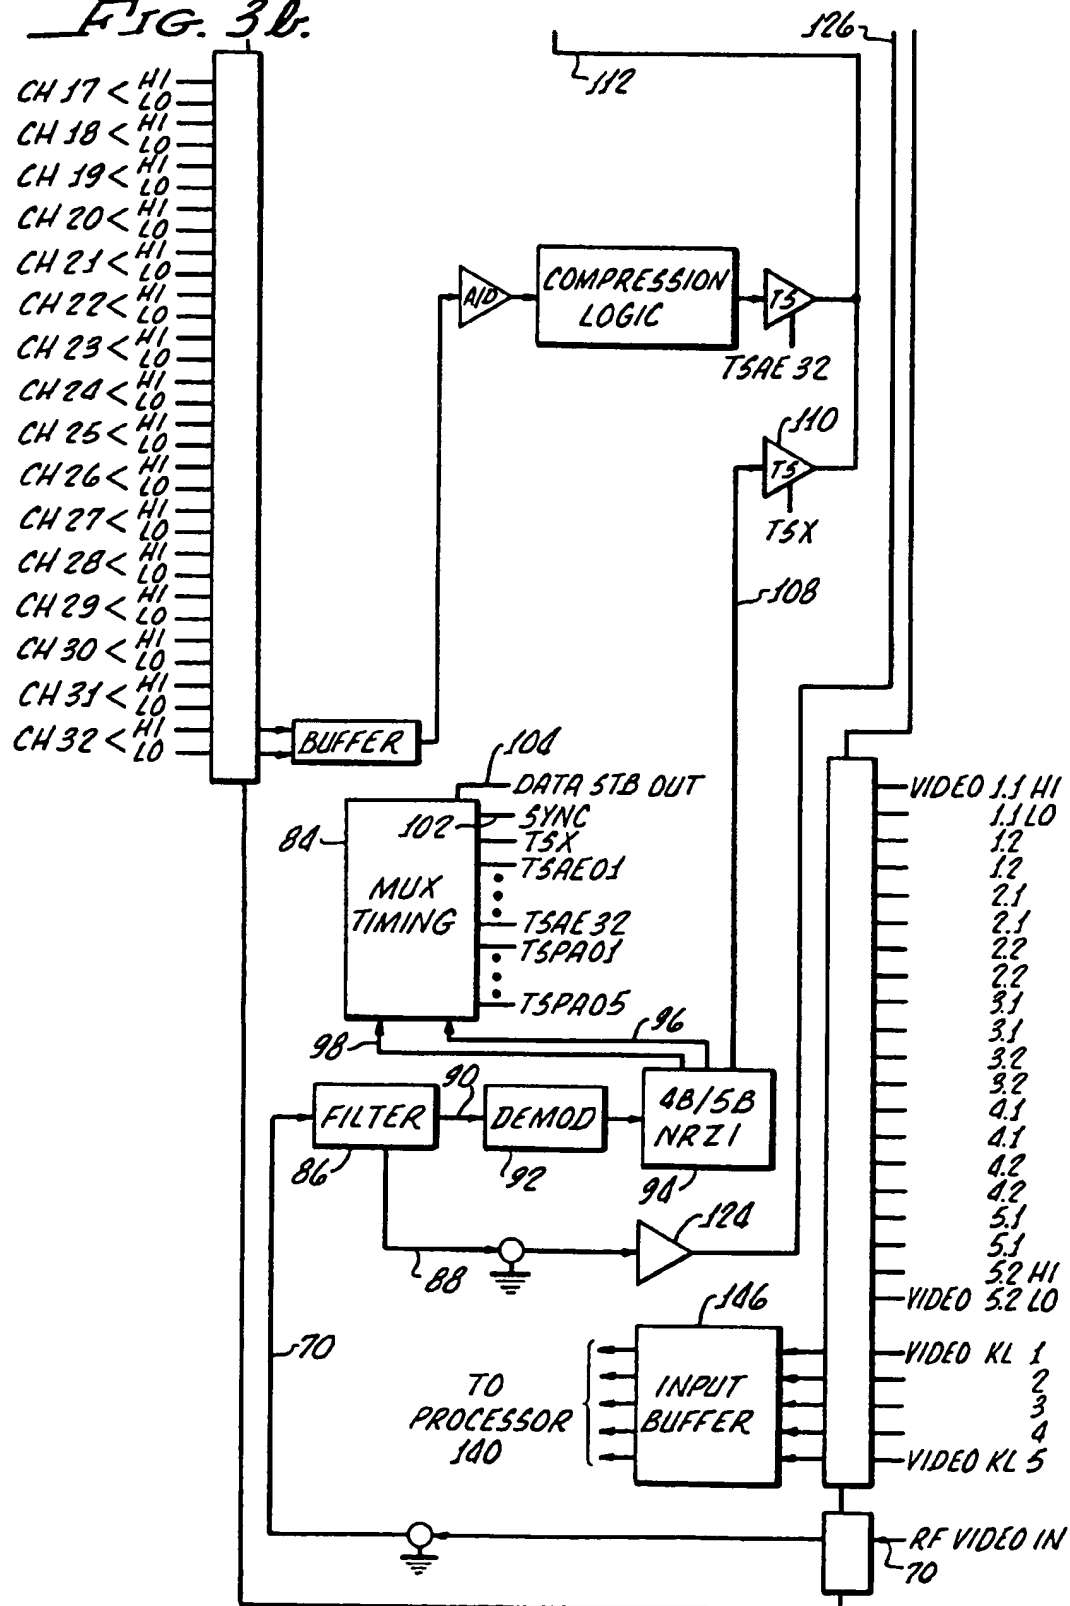 FIG. 3b.
126
112
CH 17 < HI
LO
CH 18 < HI
LO
CH 19 < HI
LO
CH 20 < HI
LO
CH 21 < HI
LO
CH 22 < HI
LO
CH 23 < HI
LO
CH 24 < HI
LO
CH 25 < HI
LO
CH 26 < HI
LO
CH 27 < HI
LO
CH 28 < HI
LO
CH 29 < HI
LO
CH 30 < HI
LO
CH 31 < HI
LO
CH 32 < HI
LO
A/D
COMPRESSION
LOGIC
TS
TSAE 32
110
TS
TSX
108
BUFFER
104
DATA STB OUT
102
SYNC
TSX
TSAE01
TSAE 32
TSPA01
TSPA05
84
MUX
TIMING
98
96
90
FILTER
86
DEMOD
92
4B/5B
NRZI
94
124
88
70
146
INPUT
BUFFER
TO
PROCESSOR
140
VIDEO 1.1 HI
1.1 LO
1.2
1.2
2.1
2.1
2.2
2.2
3.1
3.1
3.2
3.2
4.1
4.1
4.2
4.2
5.1
5.1
5.2 HI
VIDEO 5.2 LO
VIDEO KL 1
2
3
4
VIDEO KL 5
RF VIDEO IN
70